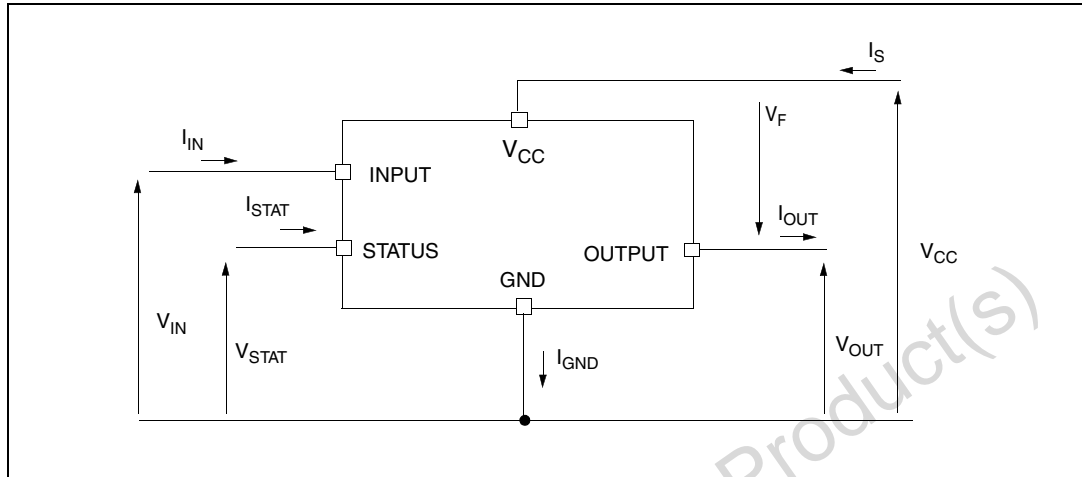 I_S
V_F
I_IN
V_CC
INPUT
I_STAT
I_OUT
STATUS
OUTPUT
V_CC
GND
V_IN
V_STAT
I_GND
V_OUT
Product(s)